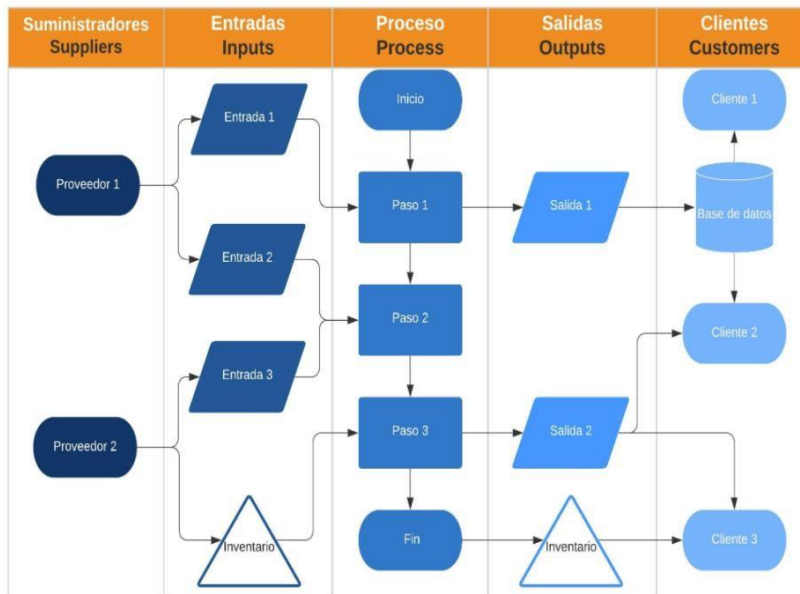 Suministradores
Suppliers
Entradas
Inputs
Proceso
Process
Salidas
Outputs
Clientes
Customers
Proveedor 1
Proveedor 2
Entrada 1
Entrada 2
Entrada 3
Inventario
Inicio
Paso 1
Paso 2
Paso 3
Fin
Salida 1
Salida 2
Inventario
Cliente 1
Base de datos
Cliente 2
Cliente 3